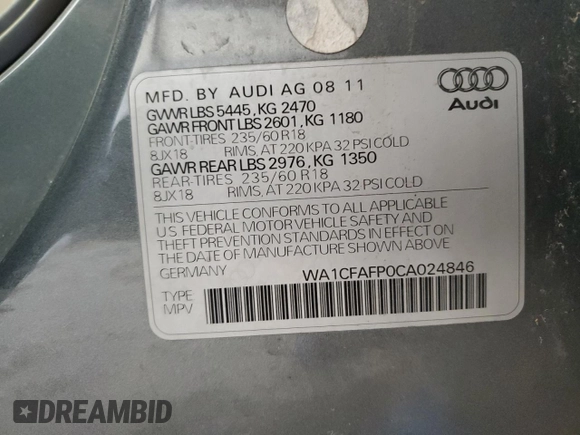 MFD. BY AUDI AG 08 11
GVWR LBS 5445, KG 2470
GAWR FRONT LBS 2601, KG 1180
FRONT-TIRES 235/60 R18
8JX18 RIMS, AT 220 KPA 32 PSI COLD
GAWR REAR LBS 2976, KG 1350
REAR-TIRES 235/60 R18
8JX18 RIMS, AT 220 KPA 32 PSI COLD
THIS VEHICLE CONFORMS TO ALL APPLICABLE
US FEDERAL MOTOR VEHICLE SAFETY AND
THEFT PREVENTION STANDARDS IN EFFECT ON
THE DATE OF MANUFACTURE SHOWN ABOVE
GERMANY WA1CFAFP0CA024846
TYPE
MPV
Audi
DREAMBID